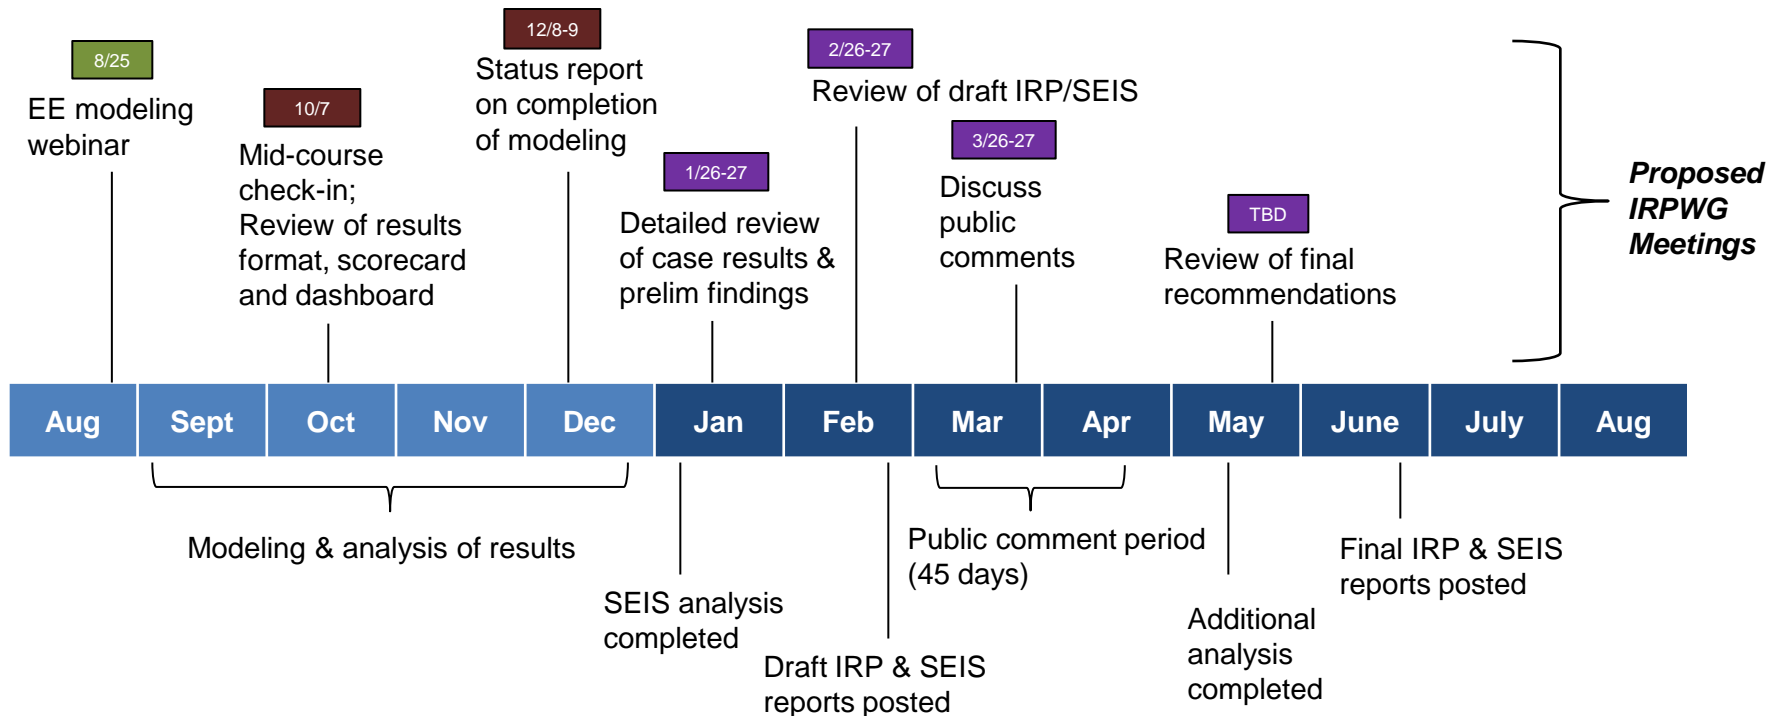 8/25
EE modeling
webinar
10/7
Mid-course
check-in;
Review of results
format, scorecard
and dashboard
12/8-9
Status report
on completion
of modeling
1/26-27
Detailed review
of case results &
prelim findings
2/26-27
Review of draft IRP/SEIS
3/26-27
Discuss
public
comments
TBD
Review of final
recommendations
Proposed
IRPWG
Meetings
Aug Sept Oct Nov Dec Jan Feb Mar Apr May June July Aug
Modeling & analysis of results
SEIS analysis
completed
Draft IRP & SEIS
reports posted
Public comment period
(45 days)
Additional
analysis
completed
Final IRP & SEIS
reports posted